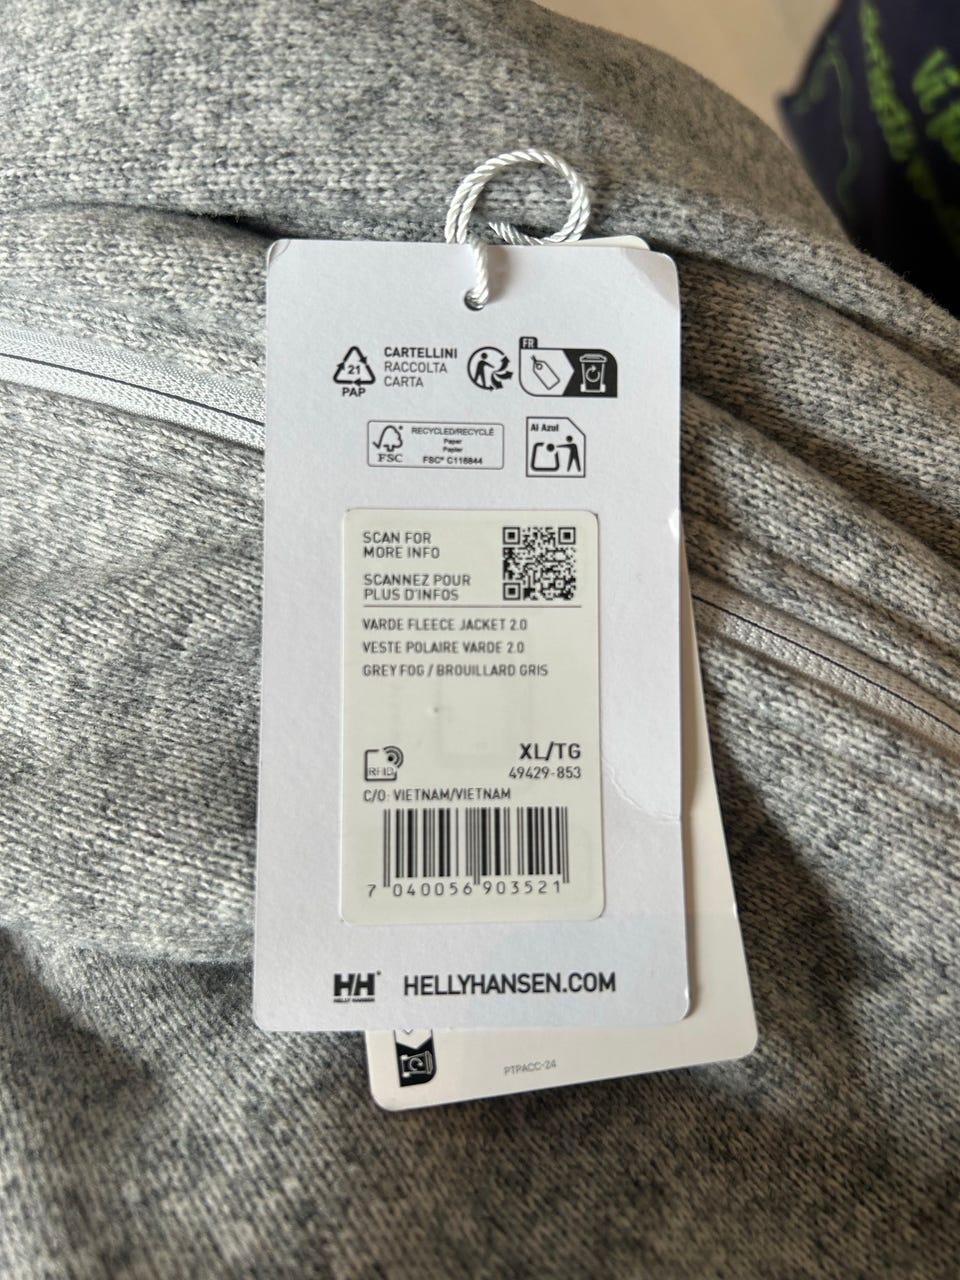 21
PAP
CARTELLINI
RACCOLTA
CARTA
FR
FSC
RECYCLED/RECYCLÉ
Paper
Papier
FSC® C116844
Al Azul
SCAN FOR
MORE INFO
SCANNEZ POUR
PLUS D'INFOS
VARDE FLEECE JACKET 2.0
VESTE POLAIRE VARDE 2.0
GREY FOG / BROUILLARD GRIS
RFID
XL/TG
49429-853
C/O: VIETNAM/VIETNAM
7 040056 903521
HH®
HELLY HANSEN
HELLYHANSEN.COM
PTPACC-24